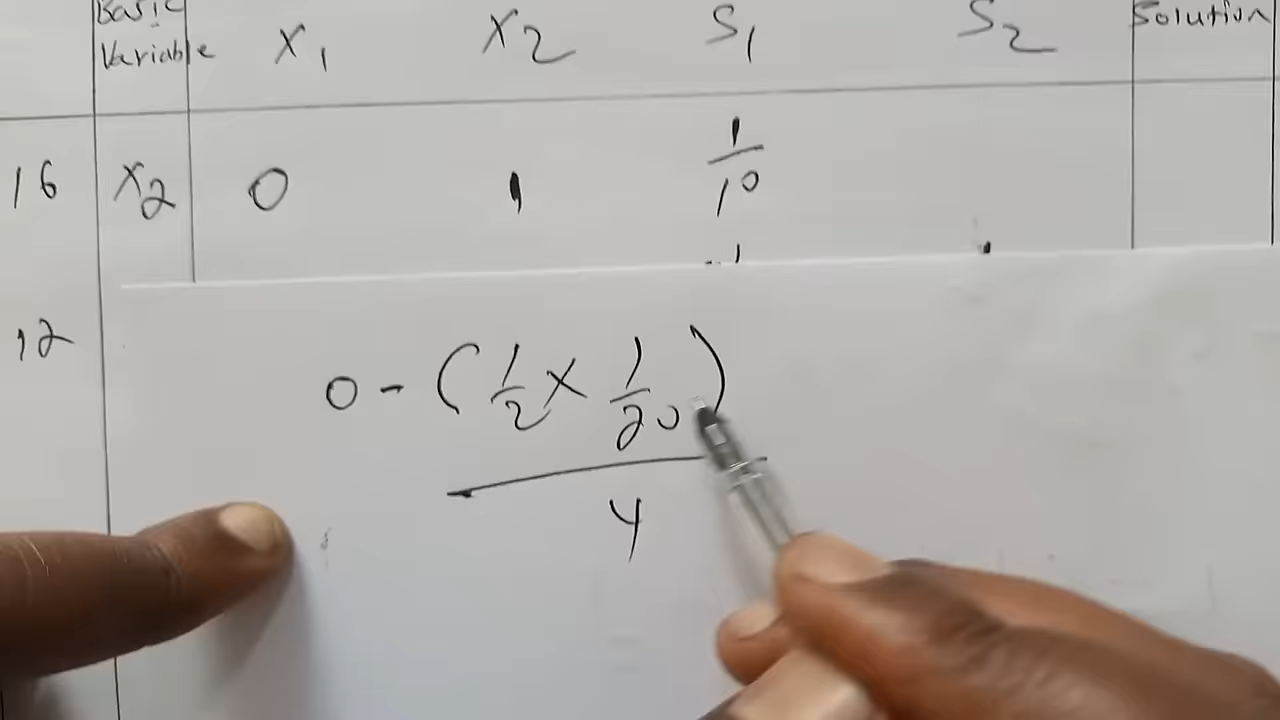 Basic Variable x₁ x₂ S₁ S₂ Solution
16 x₂ 0 1 1/10
-1
12
0 - (1/2 × 1/20)
4